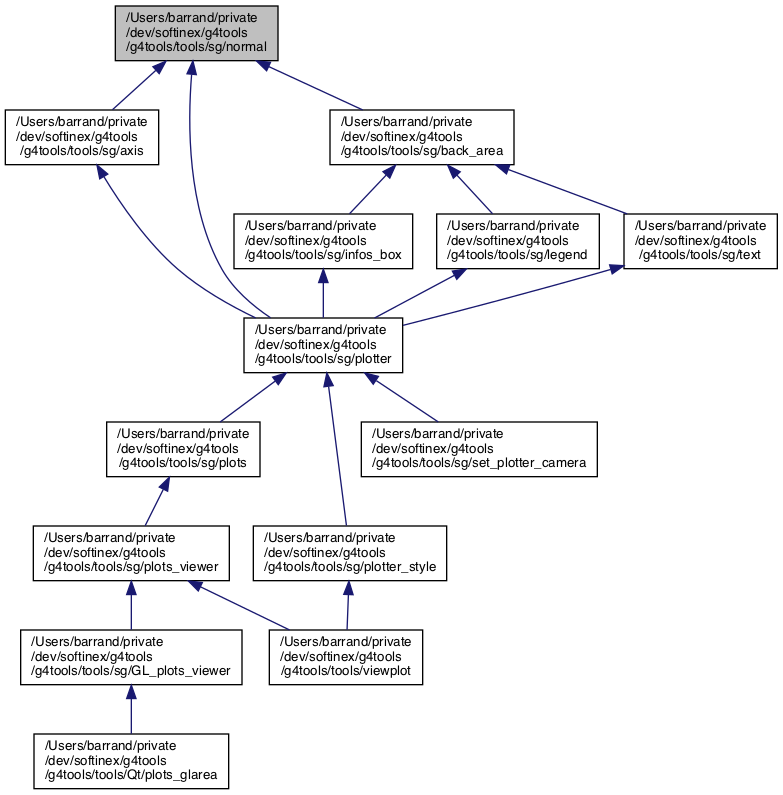 /Users/barrand/private
/dev/softinex/g4tools
/g4tools/tools/sg/normal
/Users/barrand/private
/dev/softinex/g4tools
/g4tools/tools/sg/axis
/Users/barrand/private
/dev/softinex/g4tools
/g4tools/tools/sg/back_area
/Users/barrand/private
/dev/softinex/g4tools
/g4tools/tools/sg/infos_box
/Users/barrand/private
/dev/softinex/g4tools
/g4tools/tools/sg/legend
/Users/barrand/private
/dev/softinex/g4tools
/g4tools/tools/sg/text
/Users/barrand/private
/dev/softinex/g4tools
/g4tools/tools/sg/plotter
/Users/barrand/private
/dev/softinex/g4tools
/g4tools/tools/sg/plots
/Users/barrand/private
/dev/softinex/g4tools
/g4tools/tools/sg/set_plotter_camera
/Users/barrand/private
/dev/softinex/g4tools
/g4tools/tools/sg/plots_viewer
/Users/barrand/private
/dev/softinex/g4tools
/g4tools/tools/sg/plotter_style
/Users/barrand/private
/dev/softinex/g4tools
/g4tools/tools/sg/GL_plots_viewer
/Users/barrand/private
/dev/softinex/g4tools
/g4tools/tools/viewplot
/Users/barrand/private
/dev/softinex/g4tools
/g4tools/tools/Qt/plots_glarea